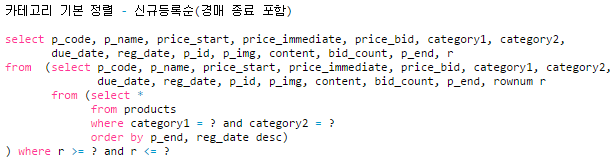 카테고리 기본 정렬 - 신규등록순(경매 종료 포함)
select p_code, p_name, price_start, price_immediate, price_bid, category1, category2,
due_date, reg_date, p_id, p_img, content, bid_count, p_end, r
from (select p_code, p_name, price_start, price_immediate, price_bid, category1, category2,
due_date, reg_date, p_id, p_img, content, bid_count, p_end, rownum r
from (select *
from products
where category1 = ? and category2 = ?
order by p_end, reg_date desc)
) where r >= ? and r <= ?